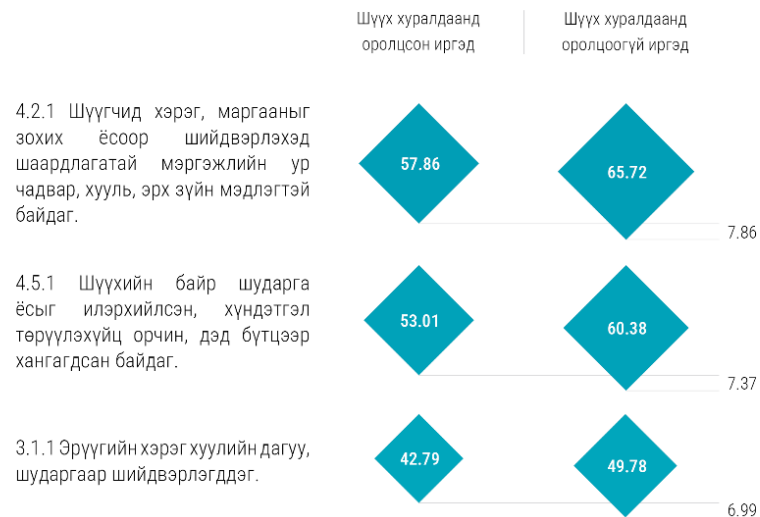 Шүүх хуралдаанд
оролцсон иргэд
Шүүх хуралдаанд
оролцоогүй иргэд
4.2.1 Шүүгчид хэрэг, маргааныг
зохих ёсоор шийдвэрлэхэд
шаардлагатай мэргэжлийн ур
чадвар, хууль, эрх зүйн мэдлэгтэй
байдаг.
57.86
65.72
7.86
4.5.1 Шүүхийн байр шударга
ёсыг илэрхийлсэн, хүндэтгэл
төрүүлэхүйц орчин, дэд бүтцээр
хангагдсан байдаг.
53.01
60.38
7.37
3.1.1 Эрүүгийн хэрэг хуулийн дагуу,
шударгаар шийдвэрлэгддэг.
42.79
49.78
6.99